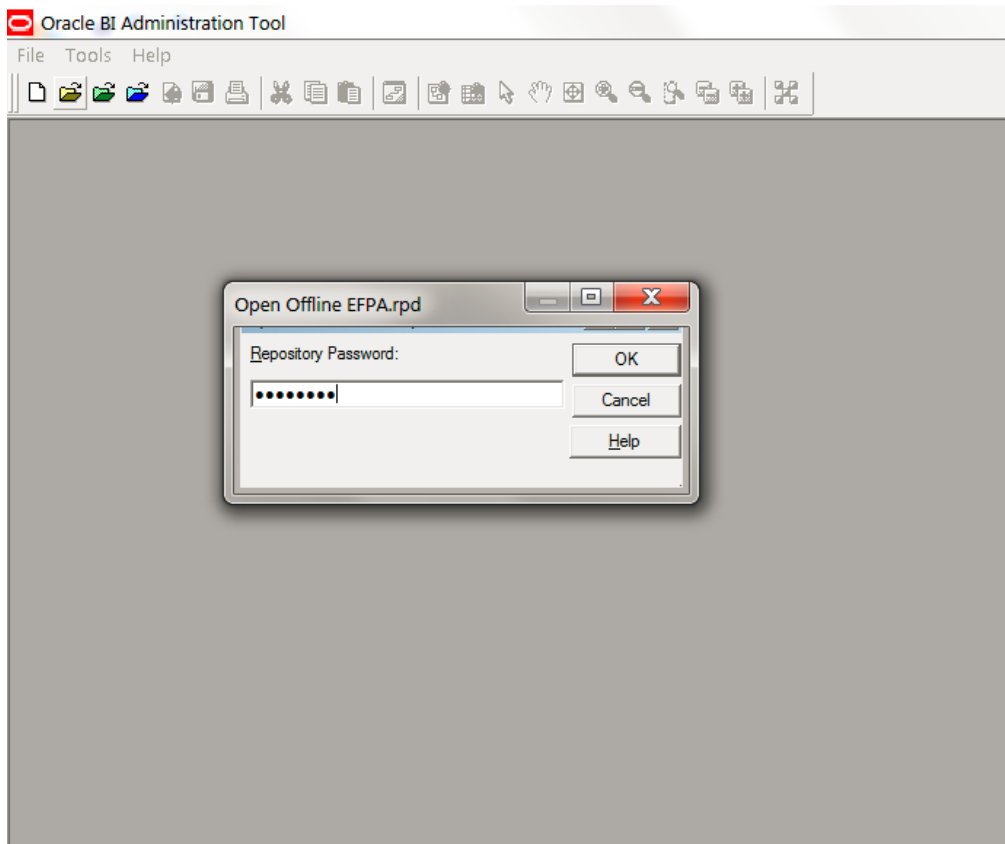 Oracle BI Administration Tool
File Tools Help
Open Offline EFPA.rpd
Repository Password:
OK
••••••••
Cancel
Help